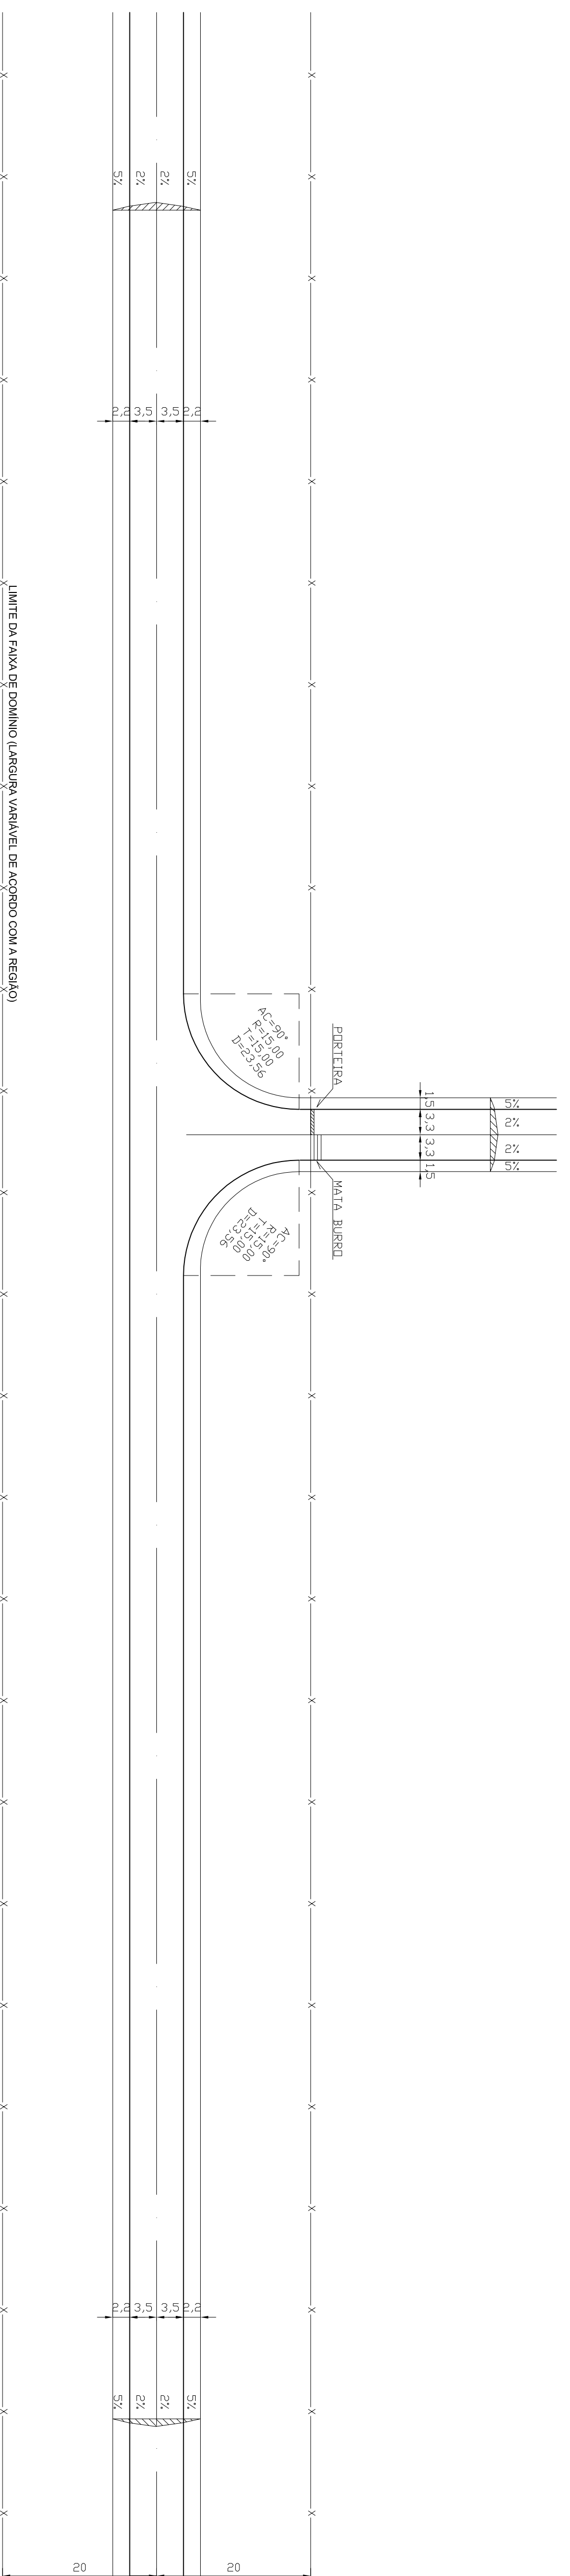 5%
2%
2%
5%
2,2
3,5
3,5
2,2
LIMITE DA FAIXA DE DOMÍNIO (LARGURA VARIÁVEL DE ACORDO COM A REGIÃO)
AC=90°
R=15,00
T=15,00
D=23,56
PORTEIRA
1,5
3,3
3,3
1,5
5%
2%
2%
5%
MATA BURRO
AC=90°
R=15,00
T=15,00
D=23,56
2,2
3,5
3,5
2,2
5%
2%
2%
5%
20
20